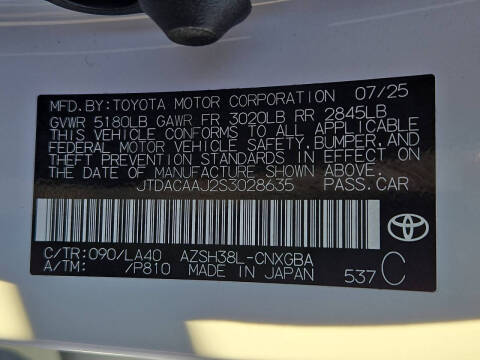 MFD.BY:TOYOTA MOTOR CORPORATION 07/25
GVWR 5180LB GAWR FR 3020LB RR 2845LB
THIS VEHICLE CONFORMS TO ALL APPLICABLE
FEDERAL MOTOR VEHICLE SAFETY, BUMPER,
AND THEFT PREVENTION STANDARDS IN EFFECT ON
THE DATE OF MANUFACTURE SHOWN ABOVE.
JTDACAAJ2S3028635 PASS.CAR
C/TR:090/LA40 AZSH38L-CNXGBA
A/TM: /P810 MADE IN JAPAN 537C